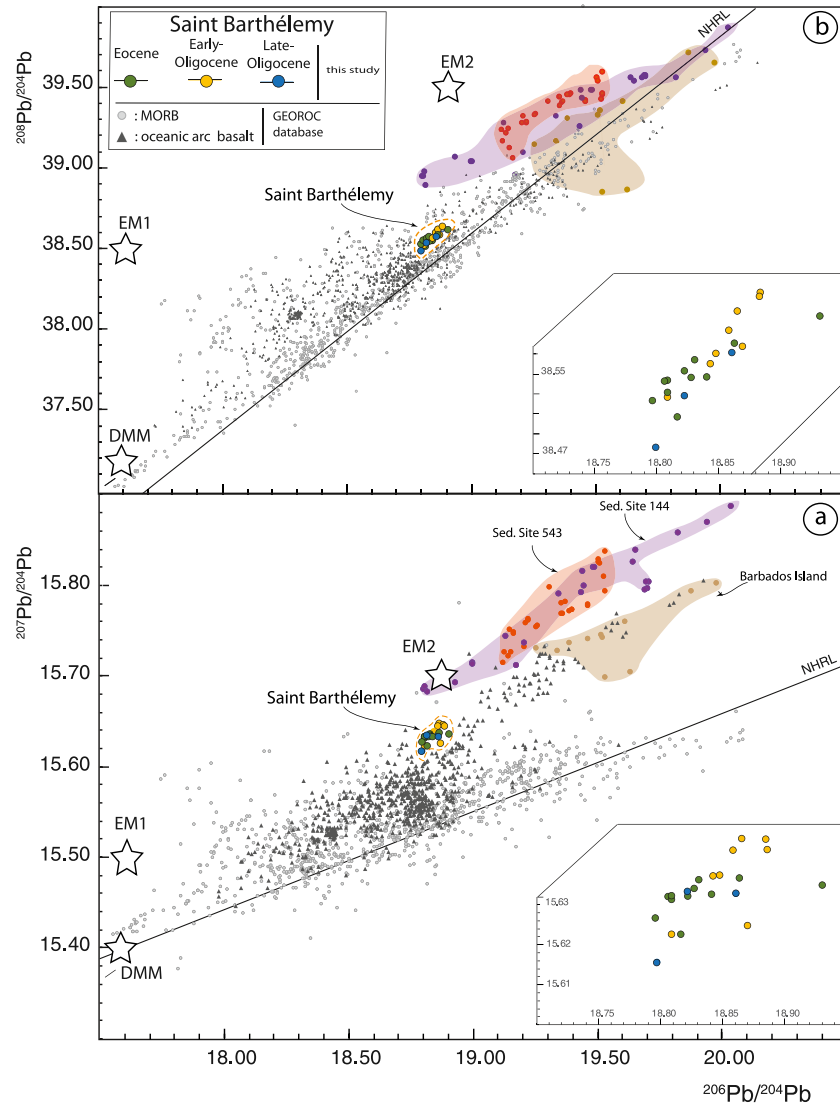 Saint Barthélemy
Eocene
Early-
Oligocene
Late-
Oligocene
this study
: MORB
: oceanic arc basalt
GEOROC
database
b
NHRL
EM2
208Pb/204Pb
39.50
39.00
38.50
38.00
37.50
Saint Barthélemy
EM1
DMM
38,55
38,47
18.75
18.80
18.85
18.90
a
Sed. Site 144
Sed. Site 543
Barbados Island
207Pb/204Pb
15.80
15.70
15.60
15.50
15.40
EM2
NHRL
Saint Barthélemy
EM1
DMM
15,63
15,62
15,61
18.75
18.80
18.85
18.90
18.00
18.50
19.00
19.50
20.00
206Pb/204Pb